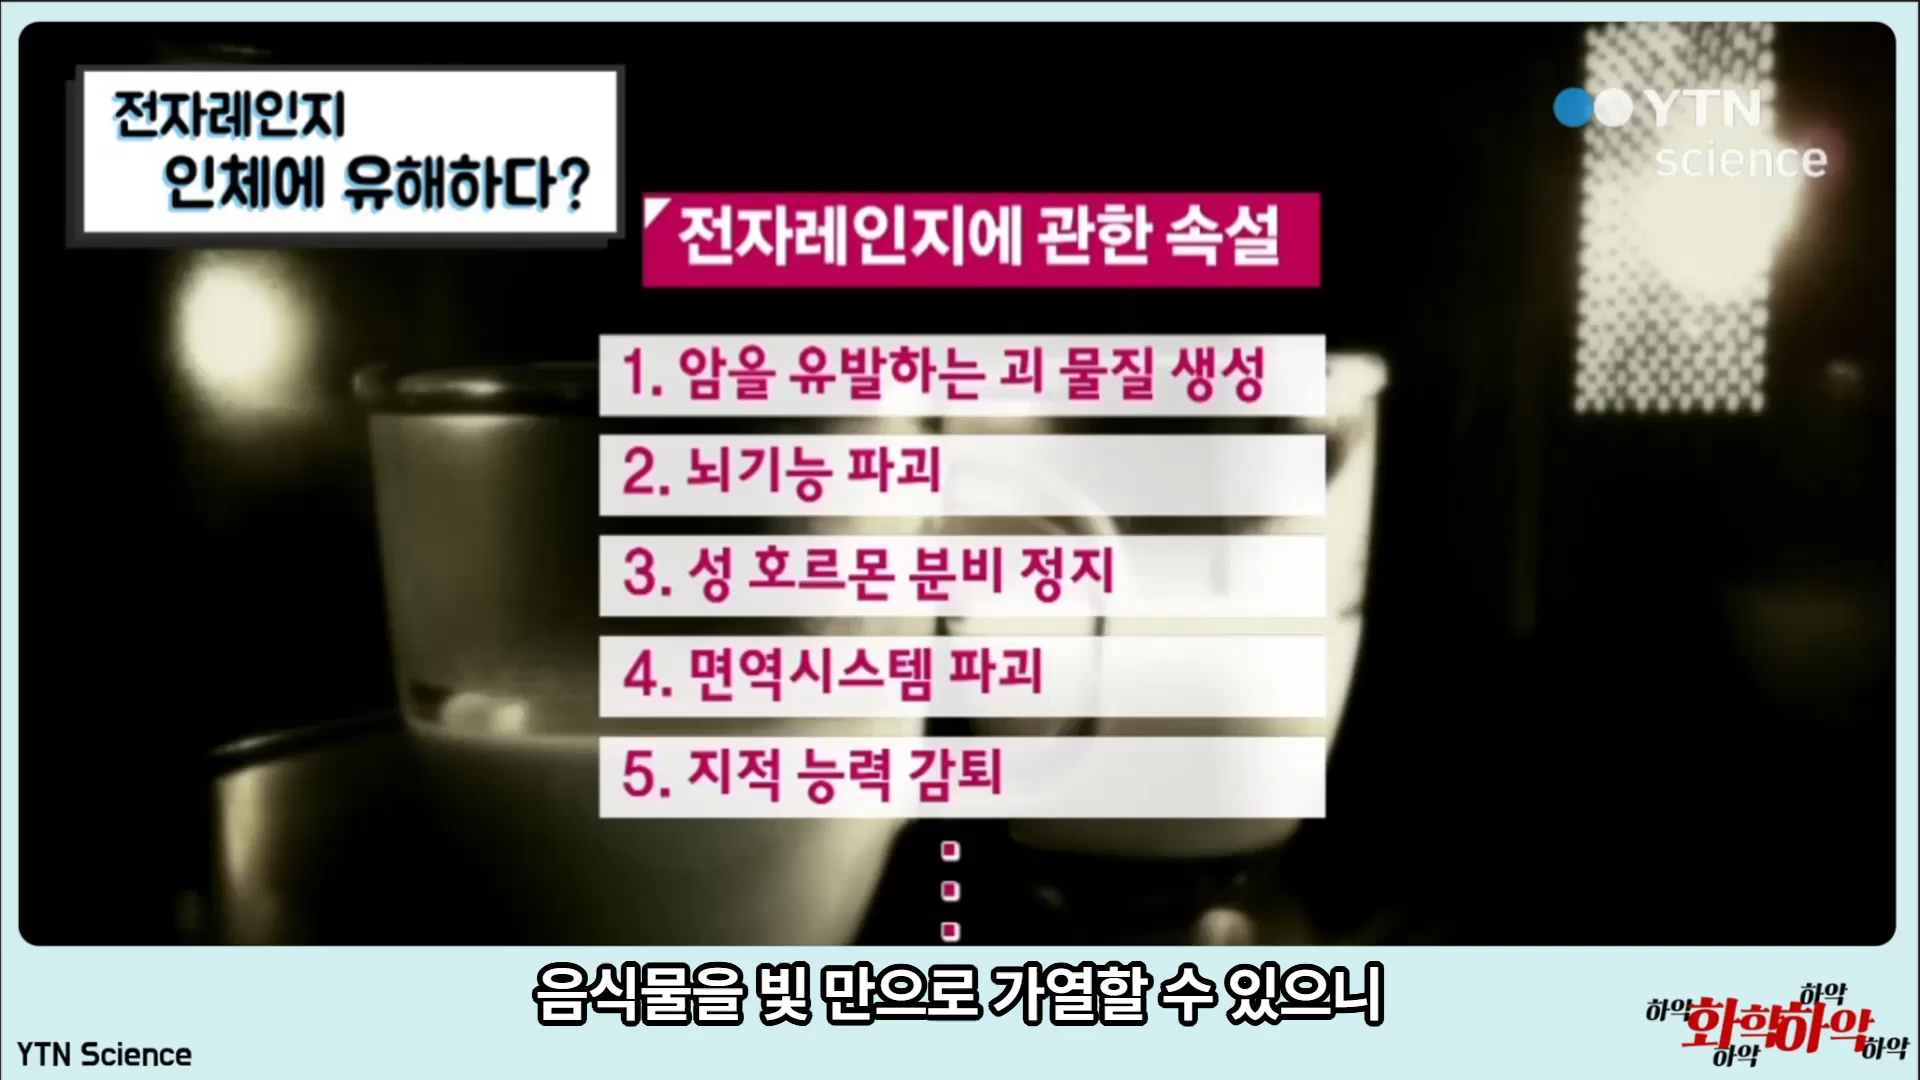 전자레인지
인체에 유해하다?
YTN
science
전자레인지에 관한 속설
1. 암을 유발하는 괴 물질 생성
2. 뇌기능 파괴
3. 성 호르몬 분비 정지
4. 면역시스템 파괴
5. 지적 능력 감퇴
음식물을 빛 만으로 가열할 수 있으니
YTN Science
하악
하악
화학하악
하악
하악